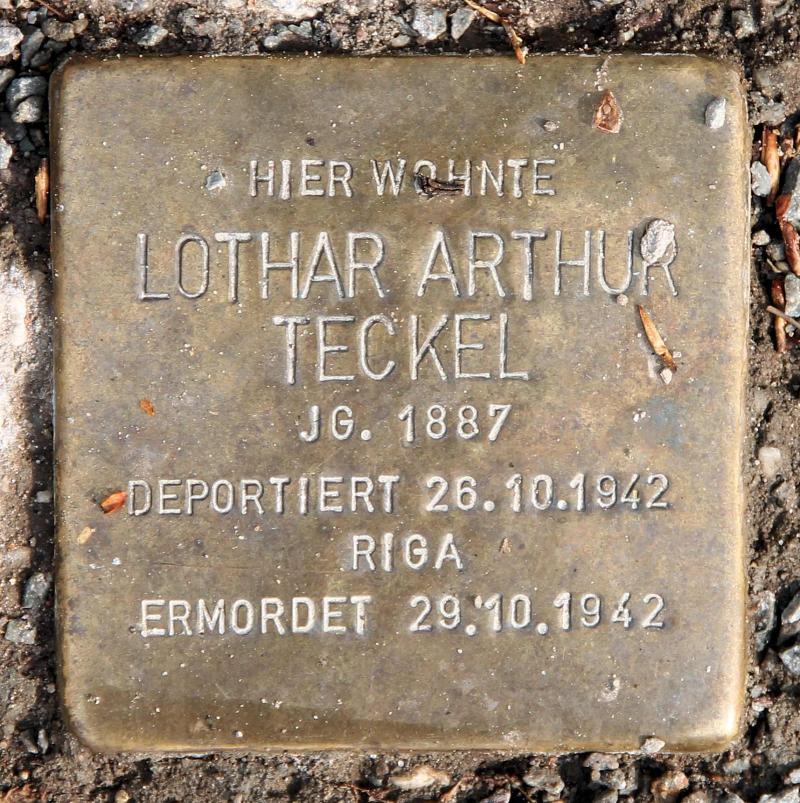 HIER WOHNTE
LOTHAR ARTHUR
TECKEL
JG. 1887
DEPORTIERT 26.10.1942
RIGA
ERMORDET 29.10.1942